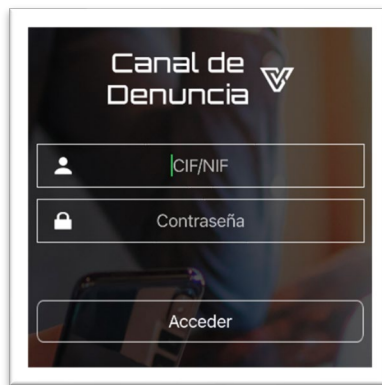 Canal de
Denuncia
CIF/NIF
Contraseña
Acceder